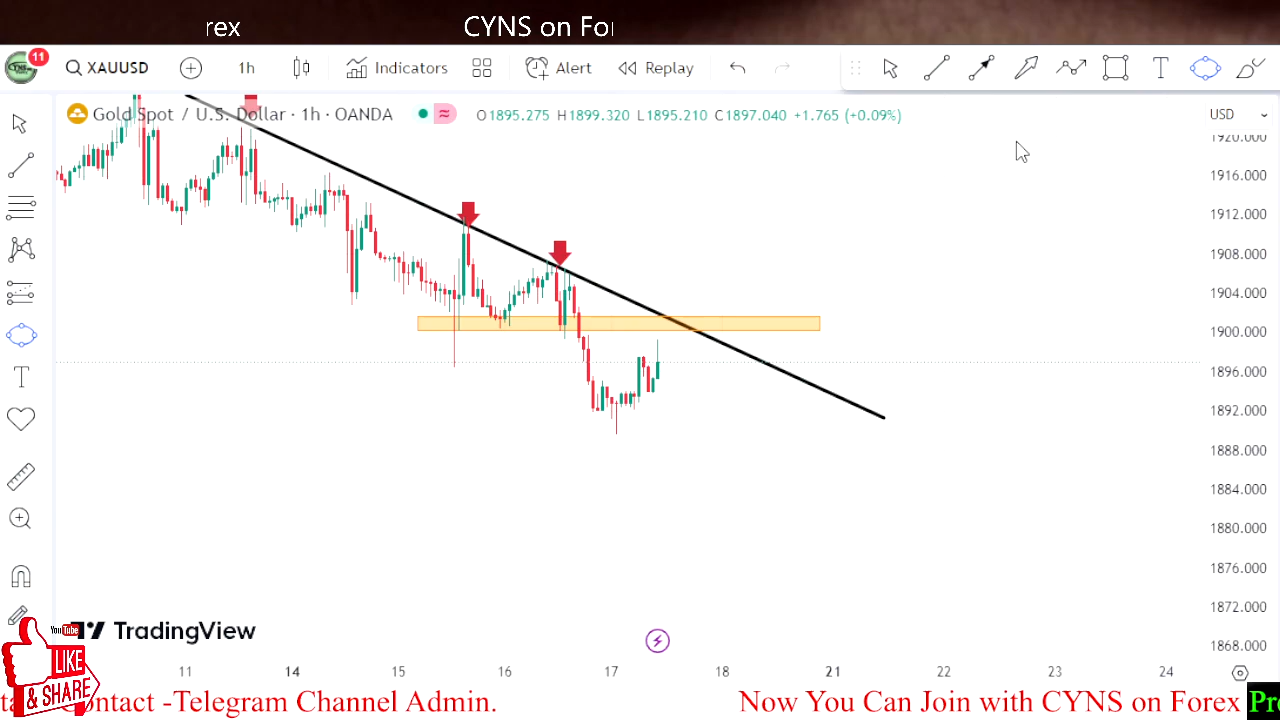 rex CYNS on For
11 XAUUSD 1h Indicators Alert Replay T
Gold Spot / U.S. Dollar · 1h · OANDA O1895.275 H1899.320 L1895.210 C1897.040 +1.765 (+0.09%) USD
1920.000
1916.000
1912.000
1908.000
1904.000
1900.000
1896.000
1892.000
1888.000
1884.000
1880.000
1876.000
1872.000
1868.000
TradingView
YouTube
LIKE
& SHARE
11 14 15 16 17 18 21 22 23 24
Contact -Telegram Channel Admin. Now You Can Join with CYNS on Forex Pre